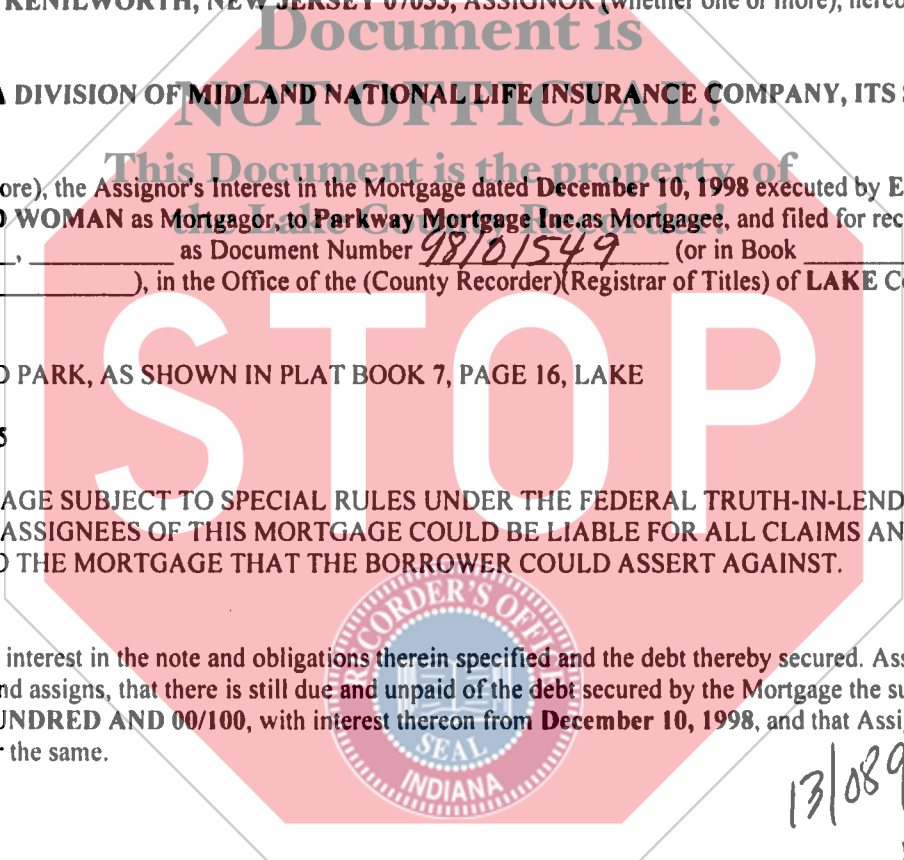 KENILWORTH, NEW JERSEY 07033, ASSIGNOR (whether one or more),
Document is
A DIVISION OF MIDLAND NATIONAL LIFE INSURANCE COMPANY, ITS
NOT OFFICIAL!
This Document is the property of
ore), the Assignor's Interest in the Mortgage dated December 10, 1998 executed by E
the Lake County Recorder!
D WOMAN as Mortgagor, to Parkway Mortgage Inc.as Mortgagee, and filed for rec
, as Document Number 98101549 (or in Book
), in the Office of the (County Recorder)(Registrar of Titles) of LAKE C
STOP
D PARK, AS SHOWN IN PLAT BOOK 7, PAGE 16, LAKE
5
AGE SUBJECT TO SPECIAL RULES UNDER THE FEDERAL TRUTH-IN-LEND
ASSIGNEES OF THIS MORTGAGE COULD BE LIABLE FOR ALL CLAIMS AN
O THE MORTGAGE THAT THE BORROWER COULD ASSERT AGAINST.
RECORDER'S OFFICE
interest in the note and obligations therein specified and the debt thereby secured. Ass
nd assigns, that there is still due and unpaid of the debt secured by the Mortgage the su
UNDRED AND 00/100, with interest thereon from December 10, 1998, and that Assi
r the same.
SEAL
INDIANA
13/089